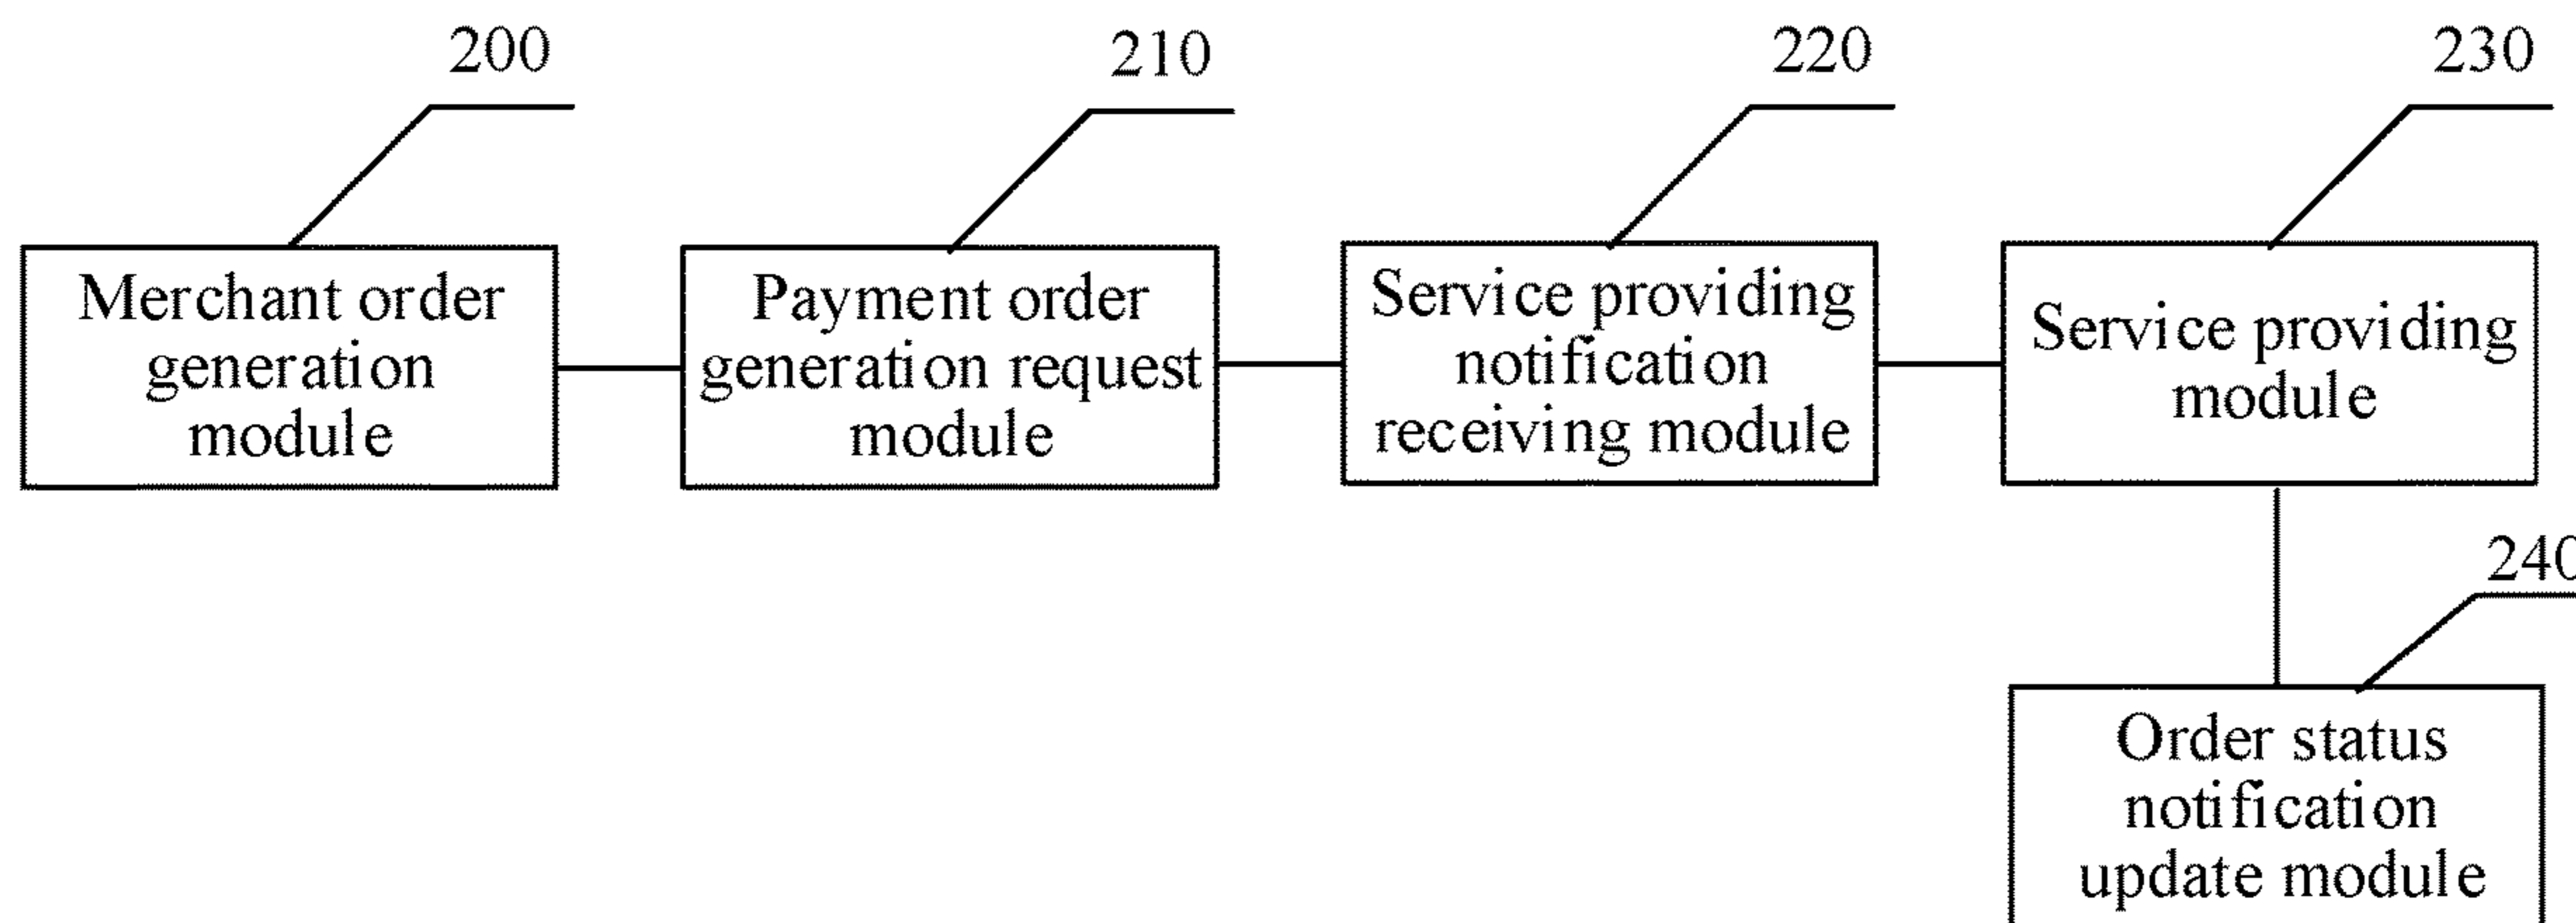 200
210
220
230
Merchant order
generation
module
Payment order
generation request
module
Service providing
notification
receiving module
Service providing
module
240
Order status
notification
update module